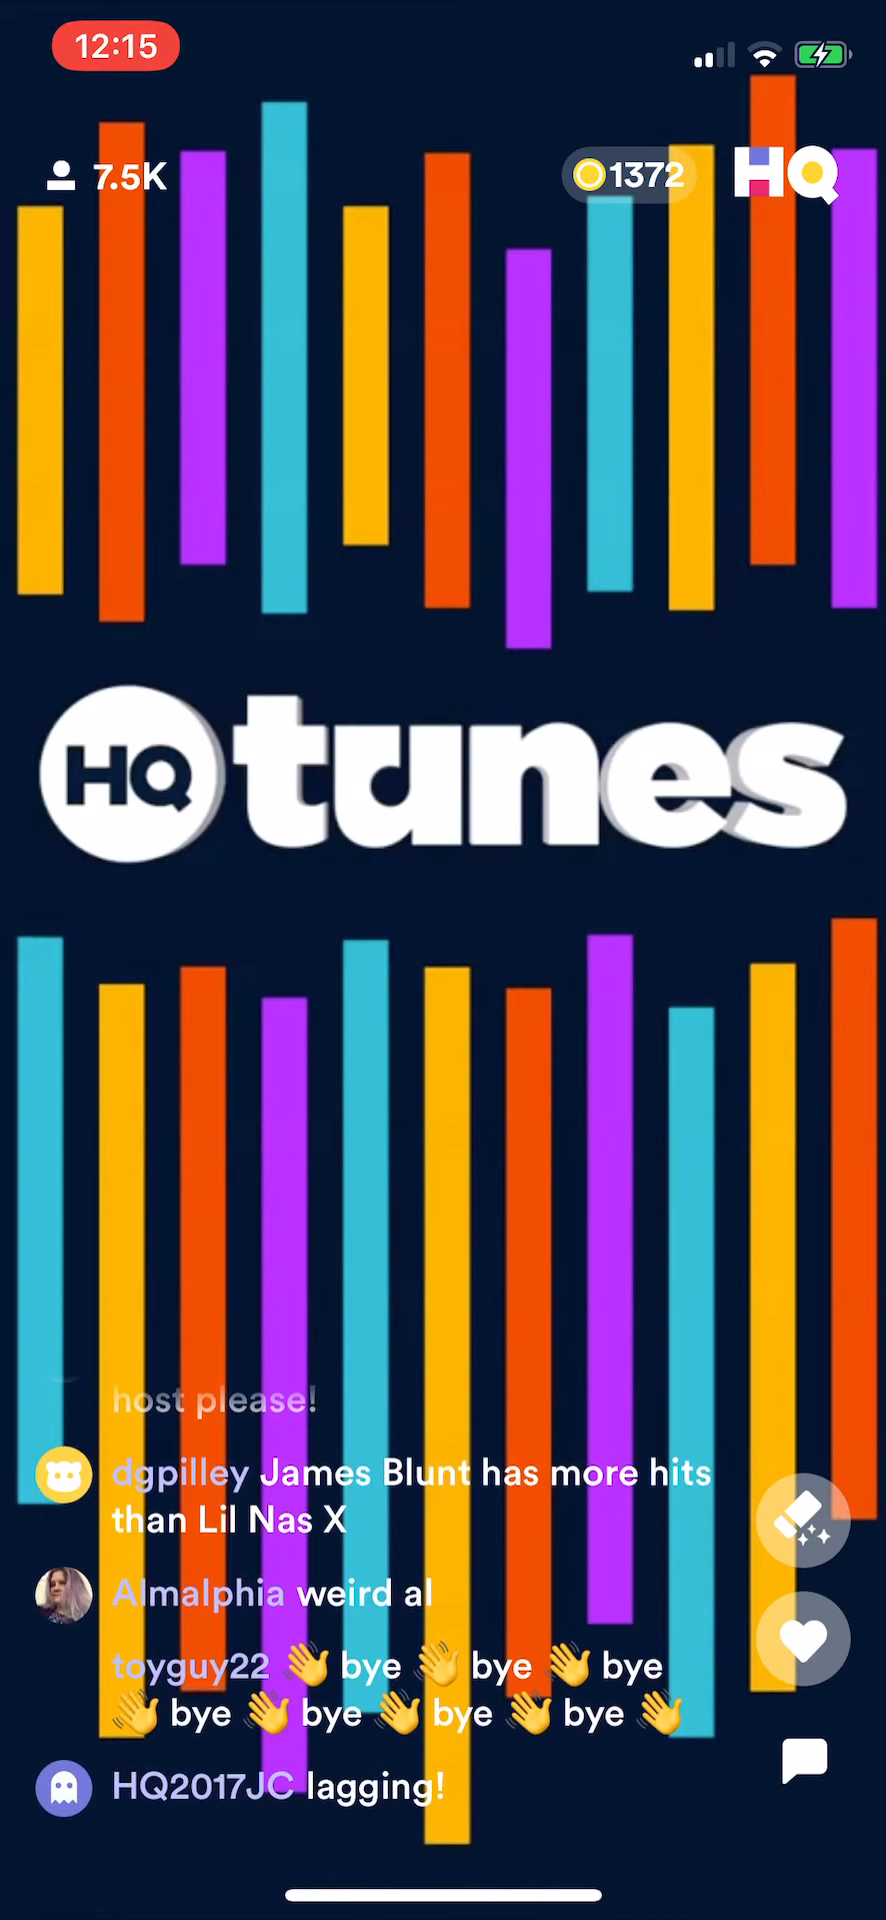 12:15
7.5K
1372
HQ
HQ tunes
host please!
dgpilley James Blunt has more hits
than Lil Nas X
Almalphia weird al
toyguy22 👋 bye 👋 bye 👋 bye
👋 bye 👋 bye 👋 bye 👋 bye 👋
HQ2017JC lagging!